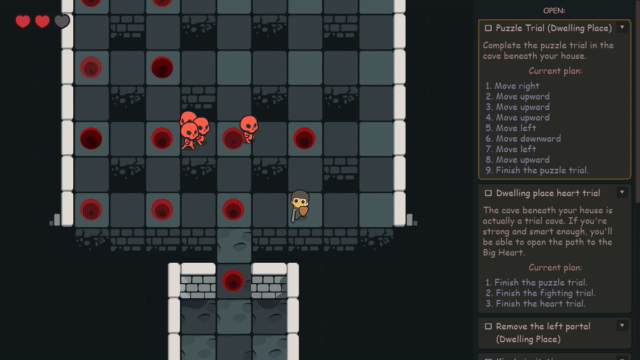 OPEN:
Puzzle Trial (Dwelling Place)
Complete the puzzle trial in the
cave beneath your house.
Current plan:
1. Move right
2. Move upward
3. Move upward
4. Move upward
5. Move left
6. Move downward
7. Move left
8. Move upward
9. Finish the puzzle trial.
Dwelling place heart trial
The cave beneath your house is
actually a trial cave. If you're
strong and smart enough, you'll
be able to open the path to the
Big Heart.
Current plan:
1. Finish the puzzle trial.
2. Finish the fighting trial.
3. Finish the heart trial.
Remove the left portal
(Dwelling Place)